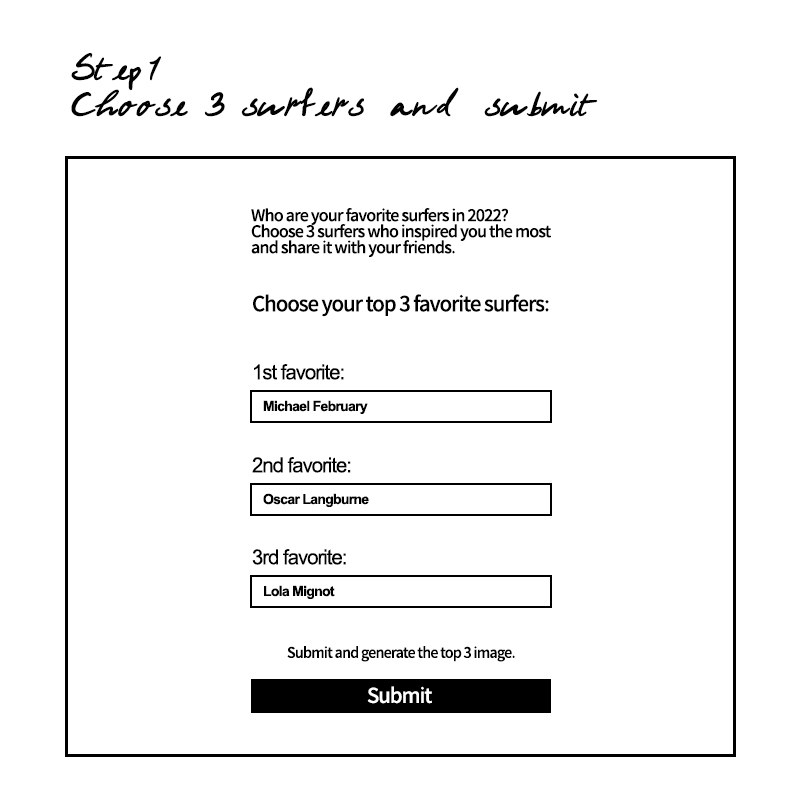 Step 1
Choose 3 surfers and submit
Who are your favorite surfers in 2022?
Choose 3 surfers who inspired you the most
and share it with your friends.
Choose your top 3 favorite surfers:
1st favorite:
Michael February
2nd favorite:
Oscar Langburne
3rd favorite:
Lola Mignot
Submit and generate the top 3 image.
Submit